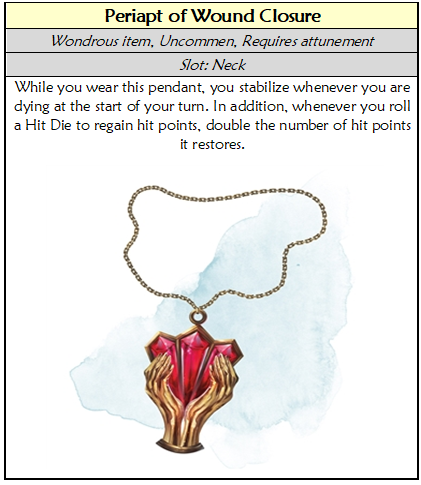 Periapt of Wound Closure
Wondrous item, Uncommen, Requires attunement
Slot: Neck
While you wear this pendant, you stabilize whenever you are
dying at the start of your turn. In addition, whenever you roll
a Hit Die to regain hit points, double the number of hit points
it restores.